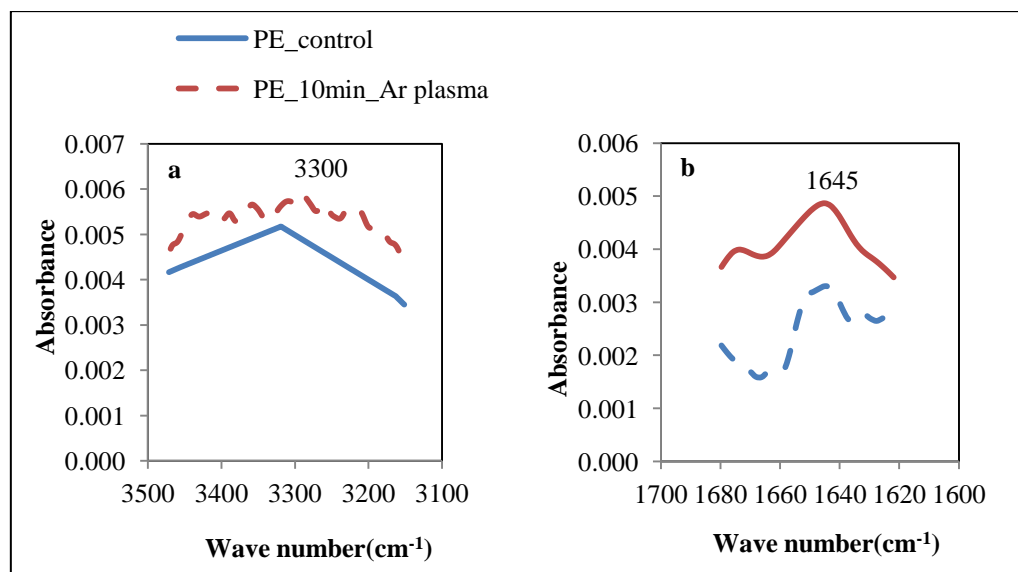 PE_control
PE_10min_Ar plasma
a
3300
0.007
0.006
0.005
0.004
0.003
0.002
0.001
0.000
Absorbance
3500 3400 3300 3200 3100
Wave number(cm⁻¹)
b
1645
0.006
0.005
0.004
0.003
0.002
0.001
0.000
Absorbance
1700 1680 1660 1640 1620 1600
Wave number(cm⁻¹)